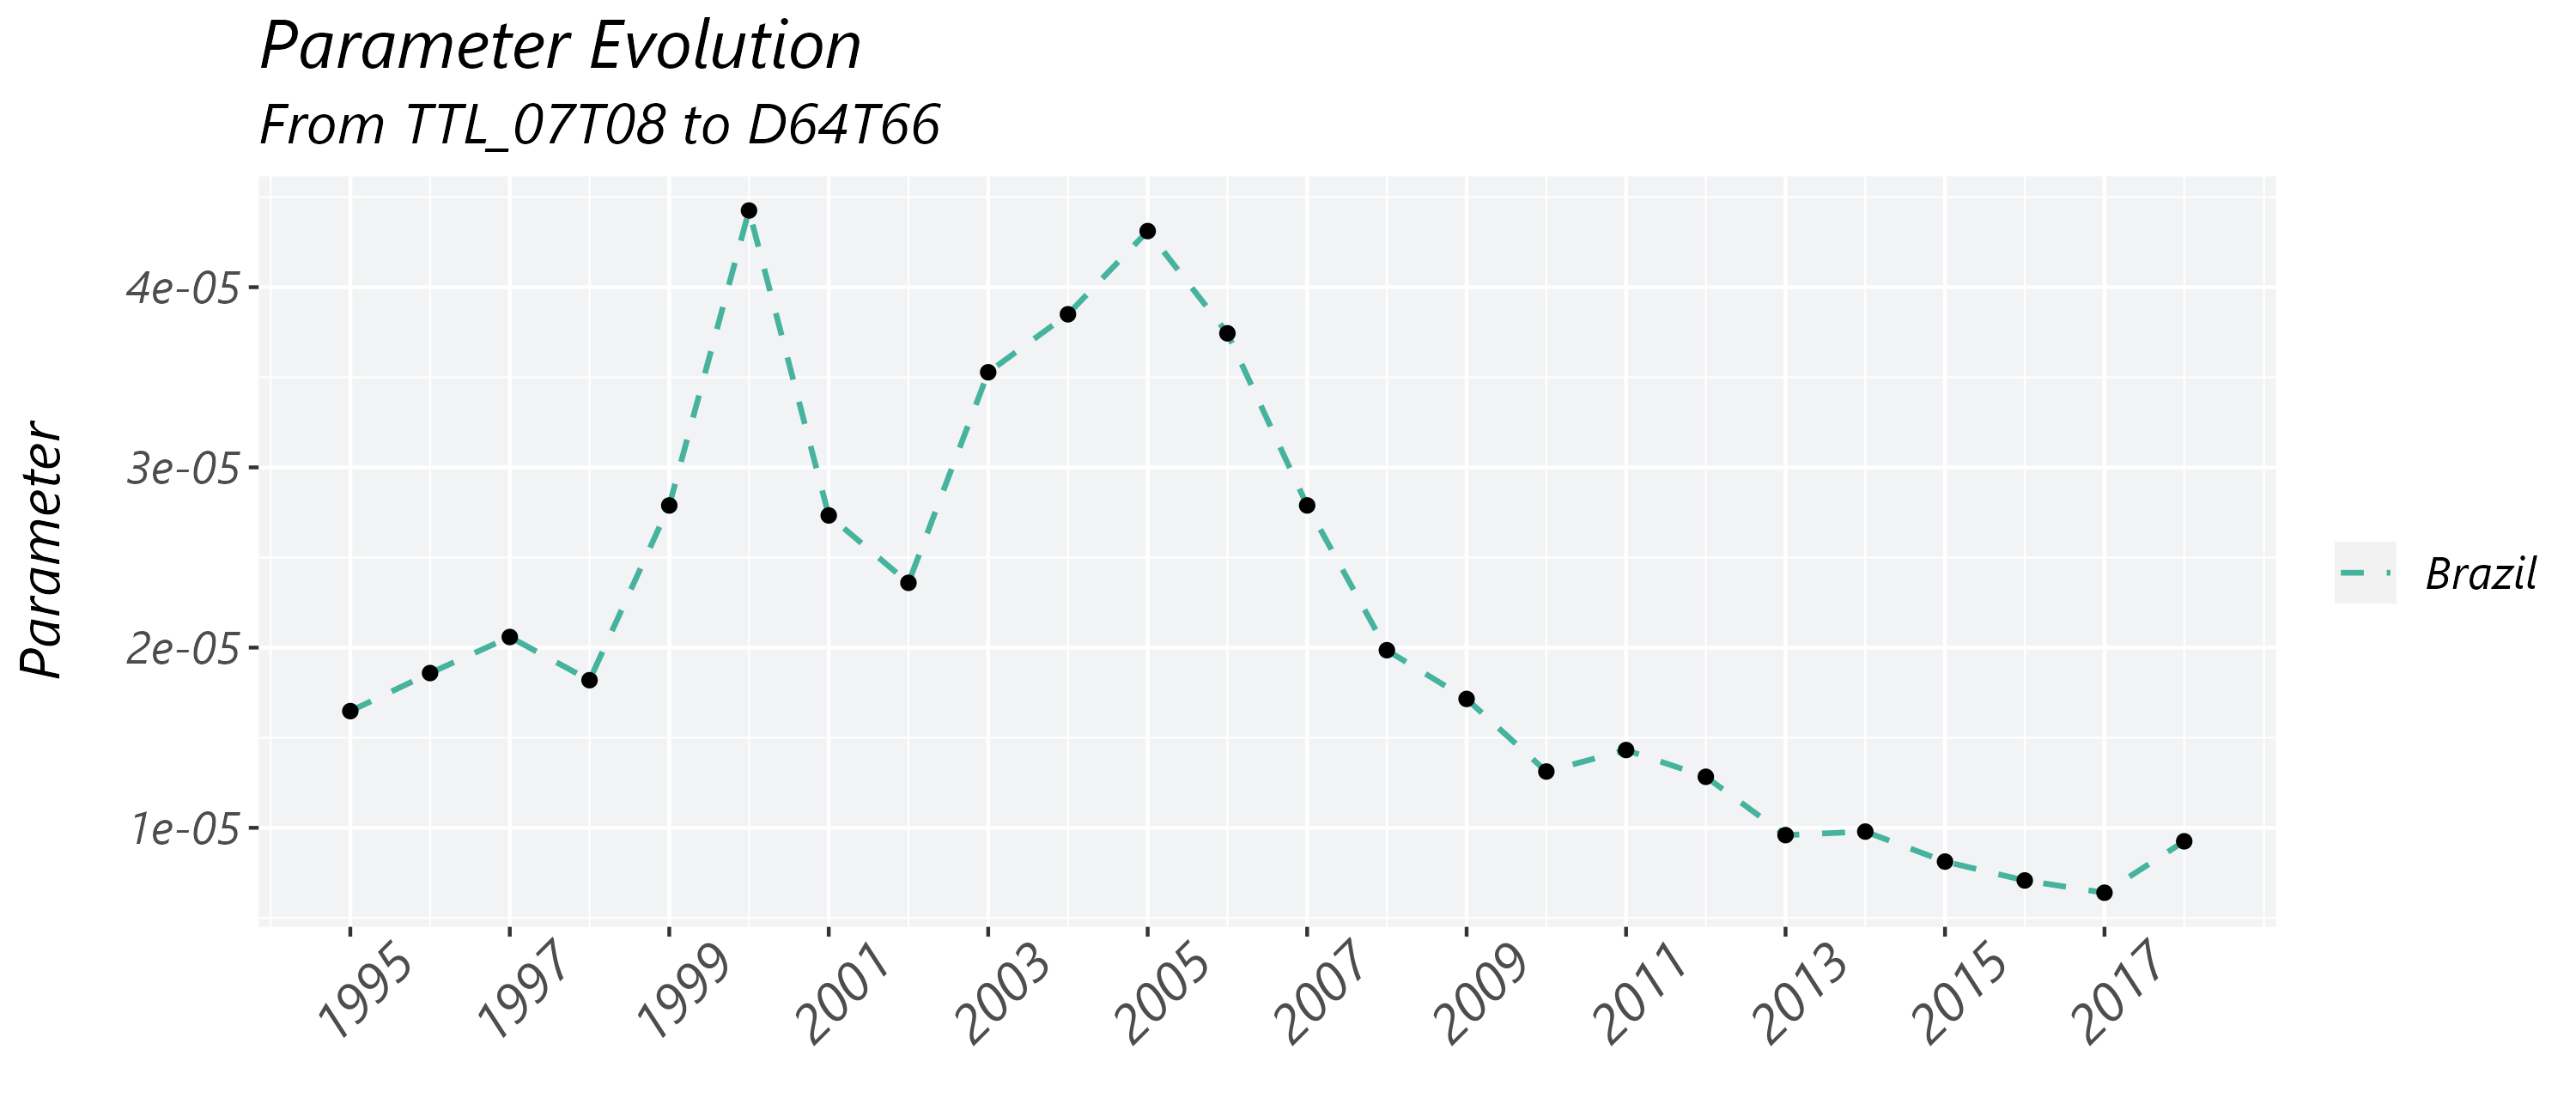 Parameter Evolution
From TTL_07T08 to D64T66
Parameter
4e-05
3e-05
2e-05
1e-05
1995
1997
1999
2001
2003
2005
2007
2009
2011
2013
2015
2017
Brazil